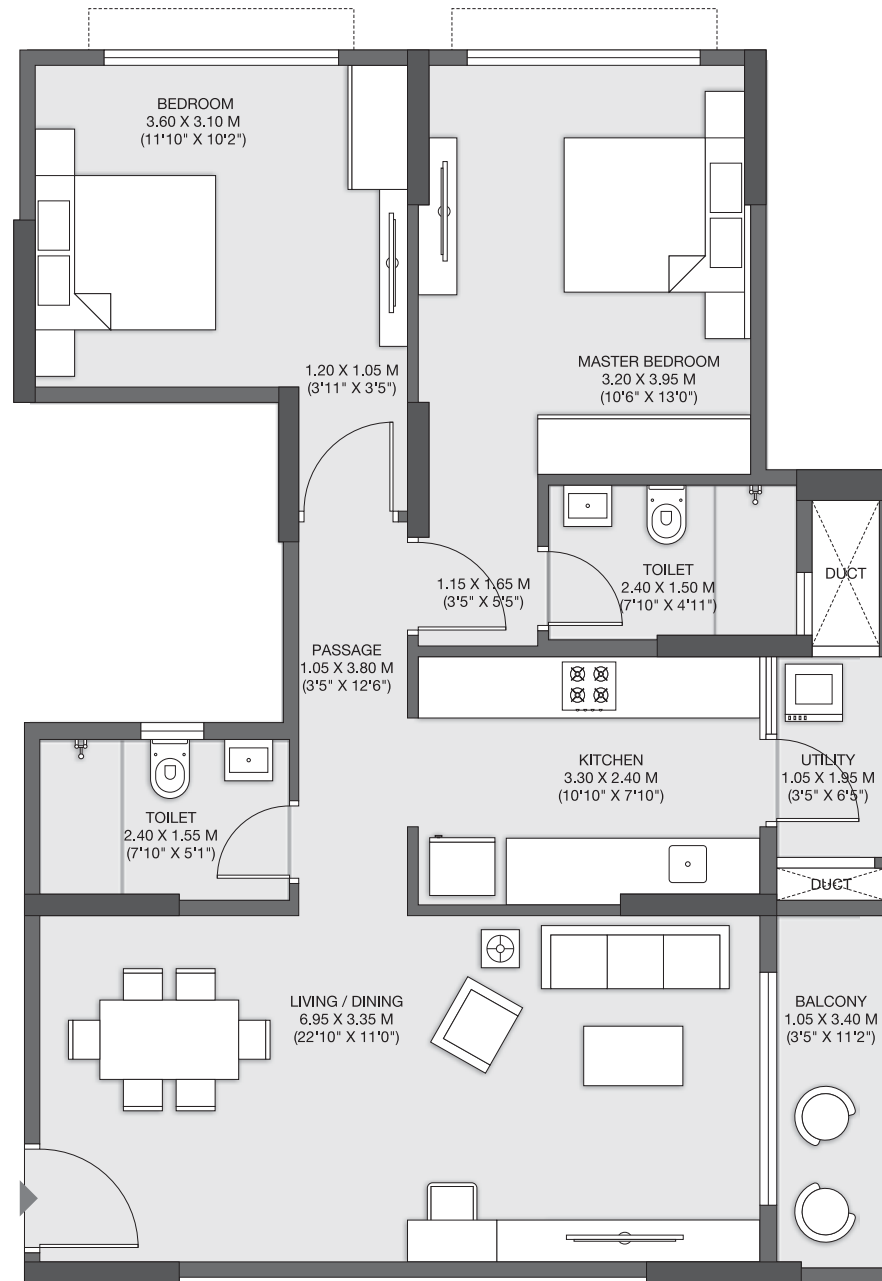 BEDROOM
3.60 X 3.10 M
(11'10" X 10'2")
1.20 X 1.05 M
(3'11" X 3'5")
MASTER BEDROOM
3.20 X 3.95 M
(10'6" X 13'0")
TOILET
2.40 X 1.50 M
(7'10" X 4'11")
DUCT
1.15 X 1.65 M
(3'5" X 5'5")
PASSAGE
1.05 X 3.80 M
(3'5" X 12'6")
KITCHEN
3.30 X 2.40 M
(10'10" X 7'10")
UTILITY
1.05 X 1.95 M
(3'5" X 6'5")
TOILET
2.40 X 1.55 M
(7'10" X 5'1")
DUCT
LIVING / DINING
6.95 X 3.35 M
(22'10" X 11'0")
BALCONY
1.05 X 3.40 M
(3'5" X 11'2")